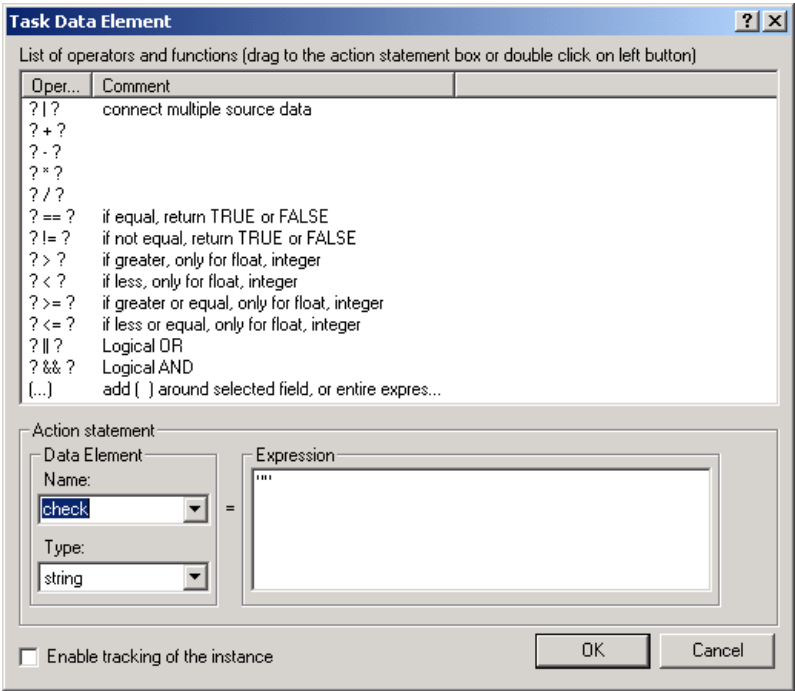 Task Data Element
List of operators and functions (drag to the action statement box or double click on left button)
Oper... Comment
? | ? connect multiple source data
? + ?
? - ?
? * ?
? / ?
? == ? if equal, return TRUE or FALSE
? != ? if not equal, return TRUE or FALSE
? > ? if greater, only for float, integer
? < ? if less, only for float, integer
? >= ? if greater or equal, only for float, integer
? <= ? if less or equal, only for float, integer
? || ? Logical OR
? && ? Logical AND
(...) add ( ) around selected field, or entire expres...
Action statement
Data Element
Expression
Name:
""
check
=
Type:
string
Enable tracking of the instance
OK
Cancel